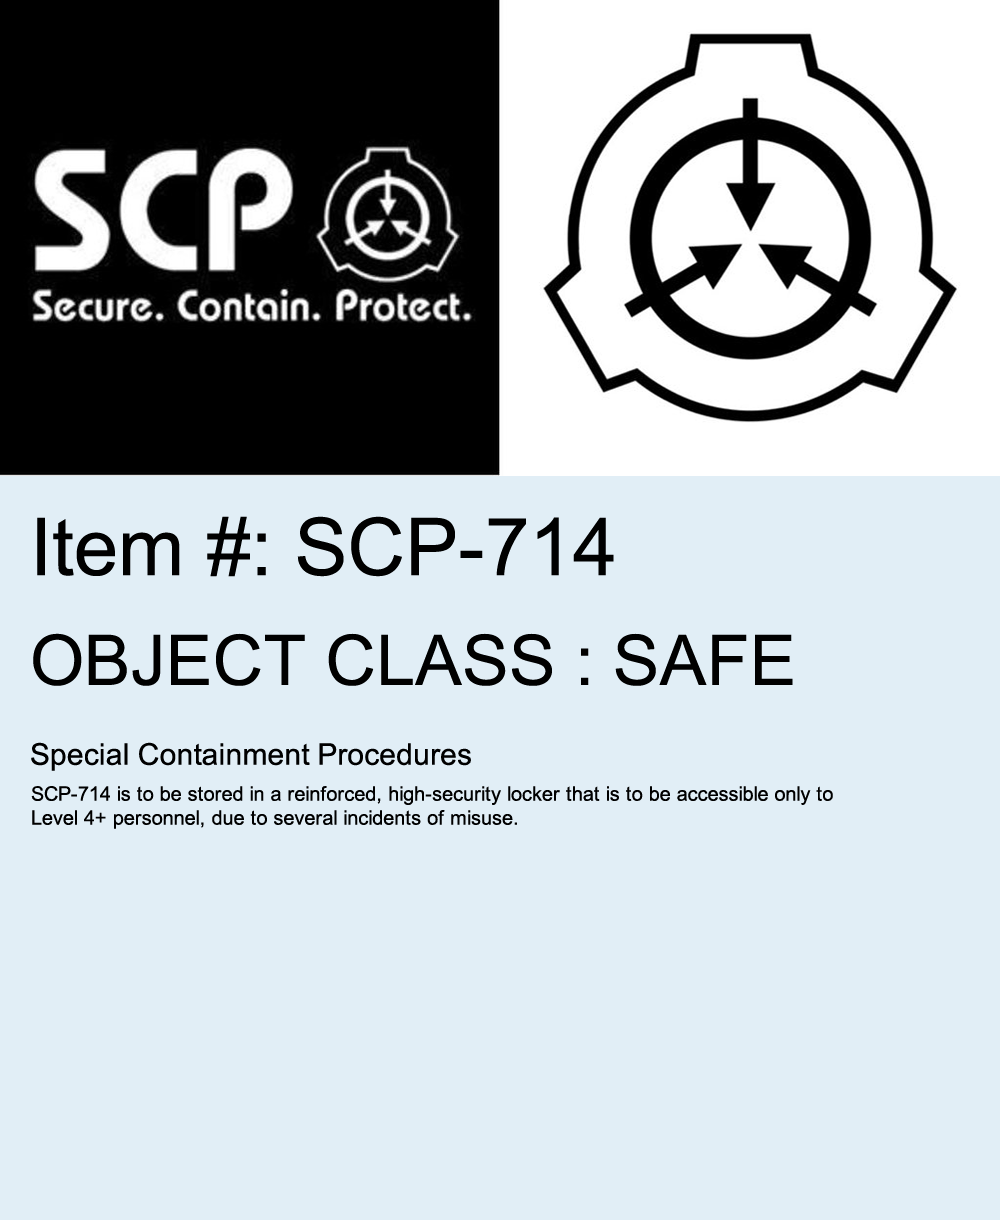 SCP
Secure. Contain. Protect.
Item #: SCP-714
OBJECT CLASS : SAFE
Special Containment Procedures
SCP-714 is to be stored in a reinforced, high-security locker that is to be accessible only to
Level 4+ personnel, due to several incidents of misuse.